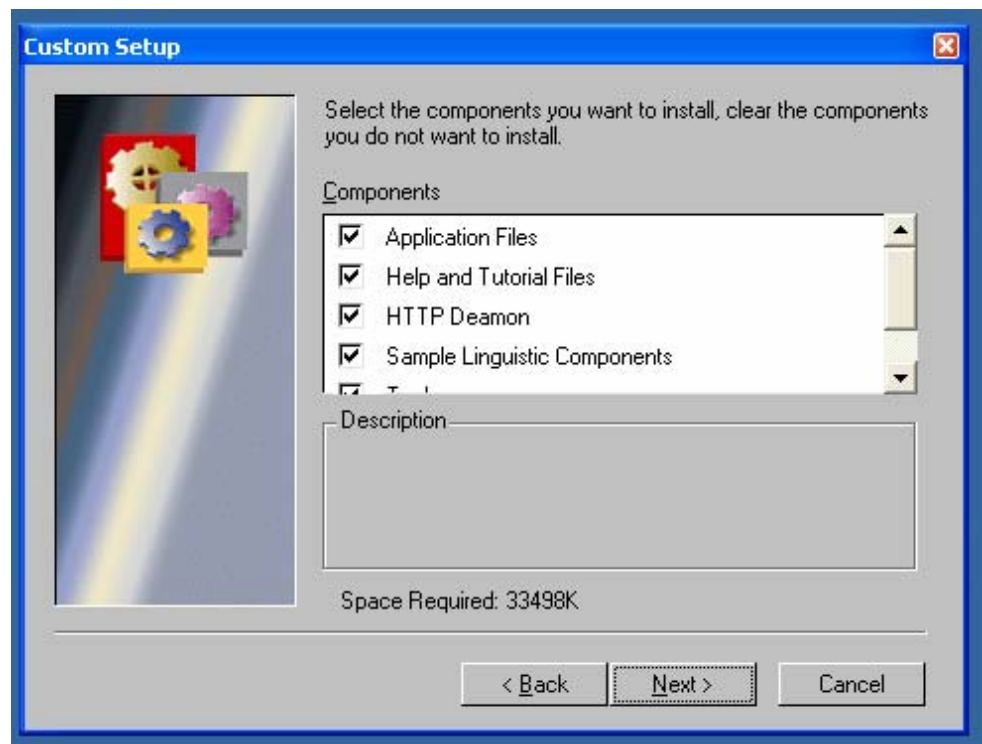 Custom Setup
Select the components you want to install, clear the components
you do not want to install.
Components
Application Files
Help and Tutorial Files
HTTP Deamon
Sample Linguistic Components
Description
Space Required: 33498K
< Back
Next >
Cancel